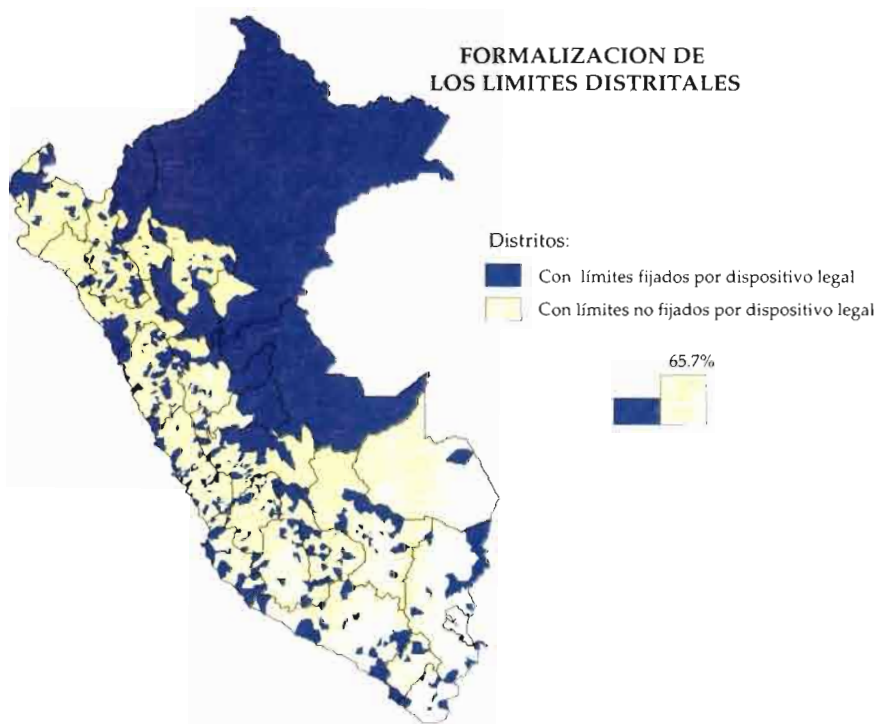 FORMALIZACION DE
LOS LIMITES DISTRITALES
Distritos:
Con límites fijados por dispositivo legal
Con límites no fijados por dispositivo legal
65.7%